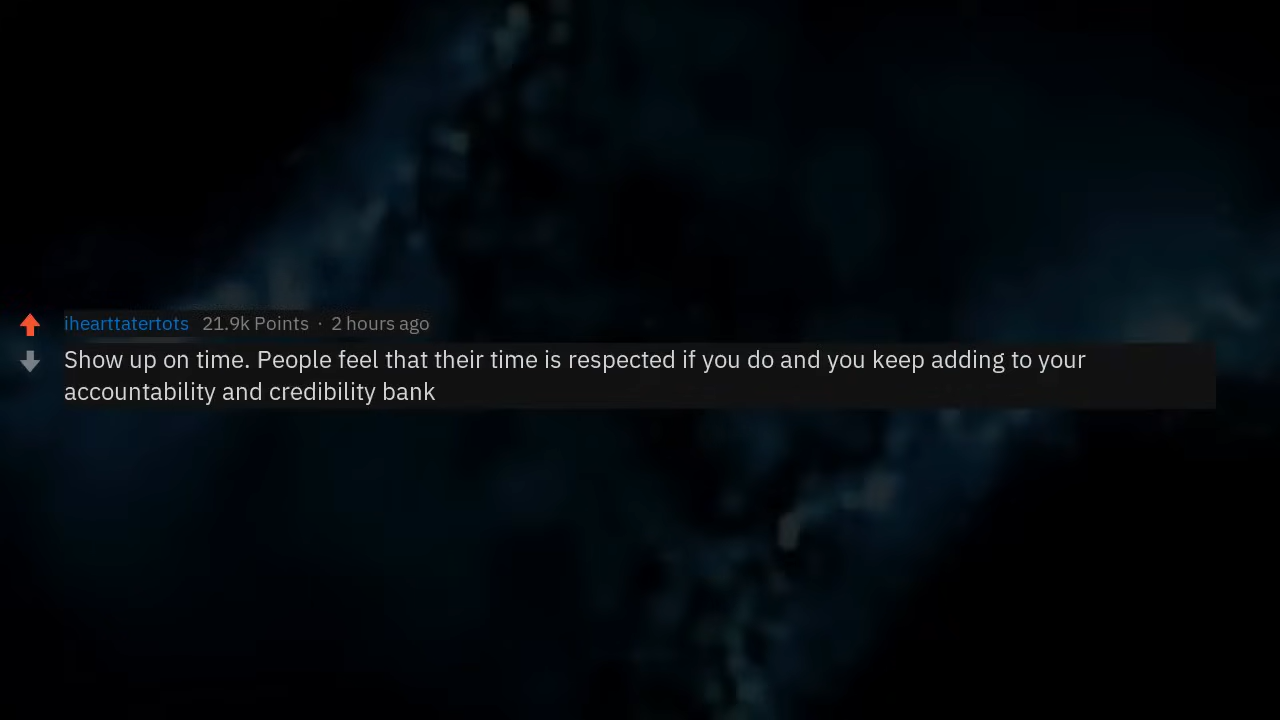 ihearttatertots 21.9k Points · 2 hours ago
Show up on time. People feel that their time is respected if you do and you keep adding to your
accountability and credibility bank